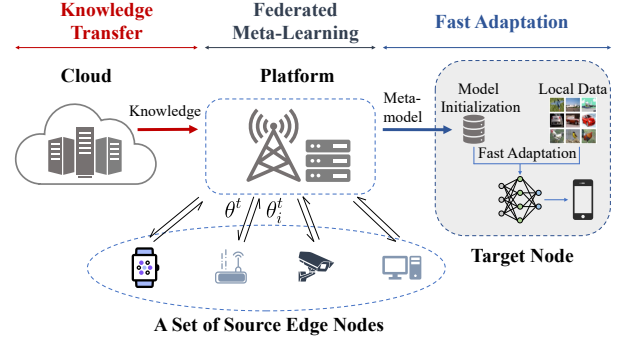 Knowledge
Transfer
Federated
Meta-Learning
Fast Adaptation
Cloud
Platform
Knowledge
Meta-
model
Model
Initialization
Local Data
Fast Adaptation
Target Node
θ^t
θ_i^t
A Set of Source Edge Nodes